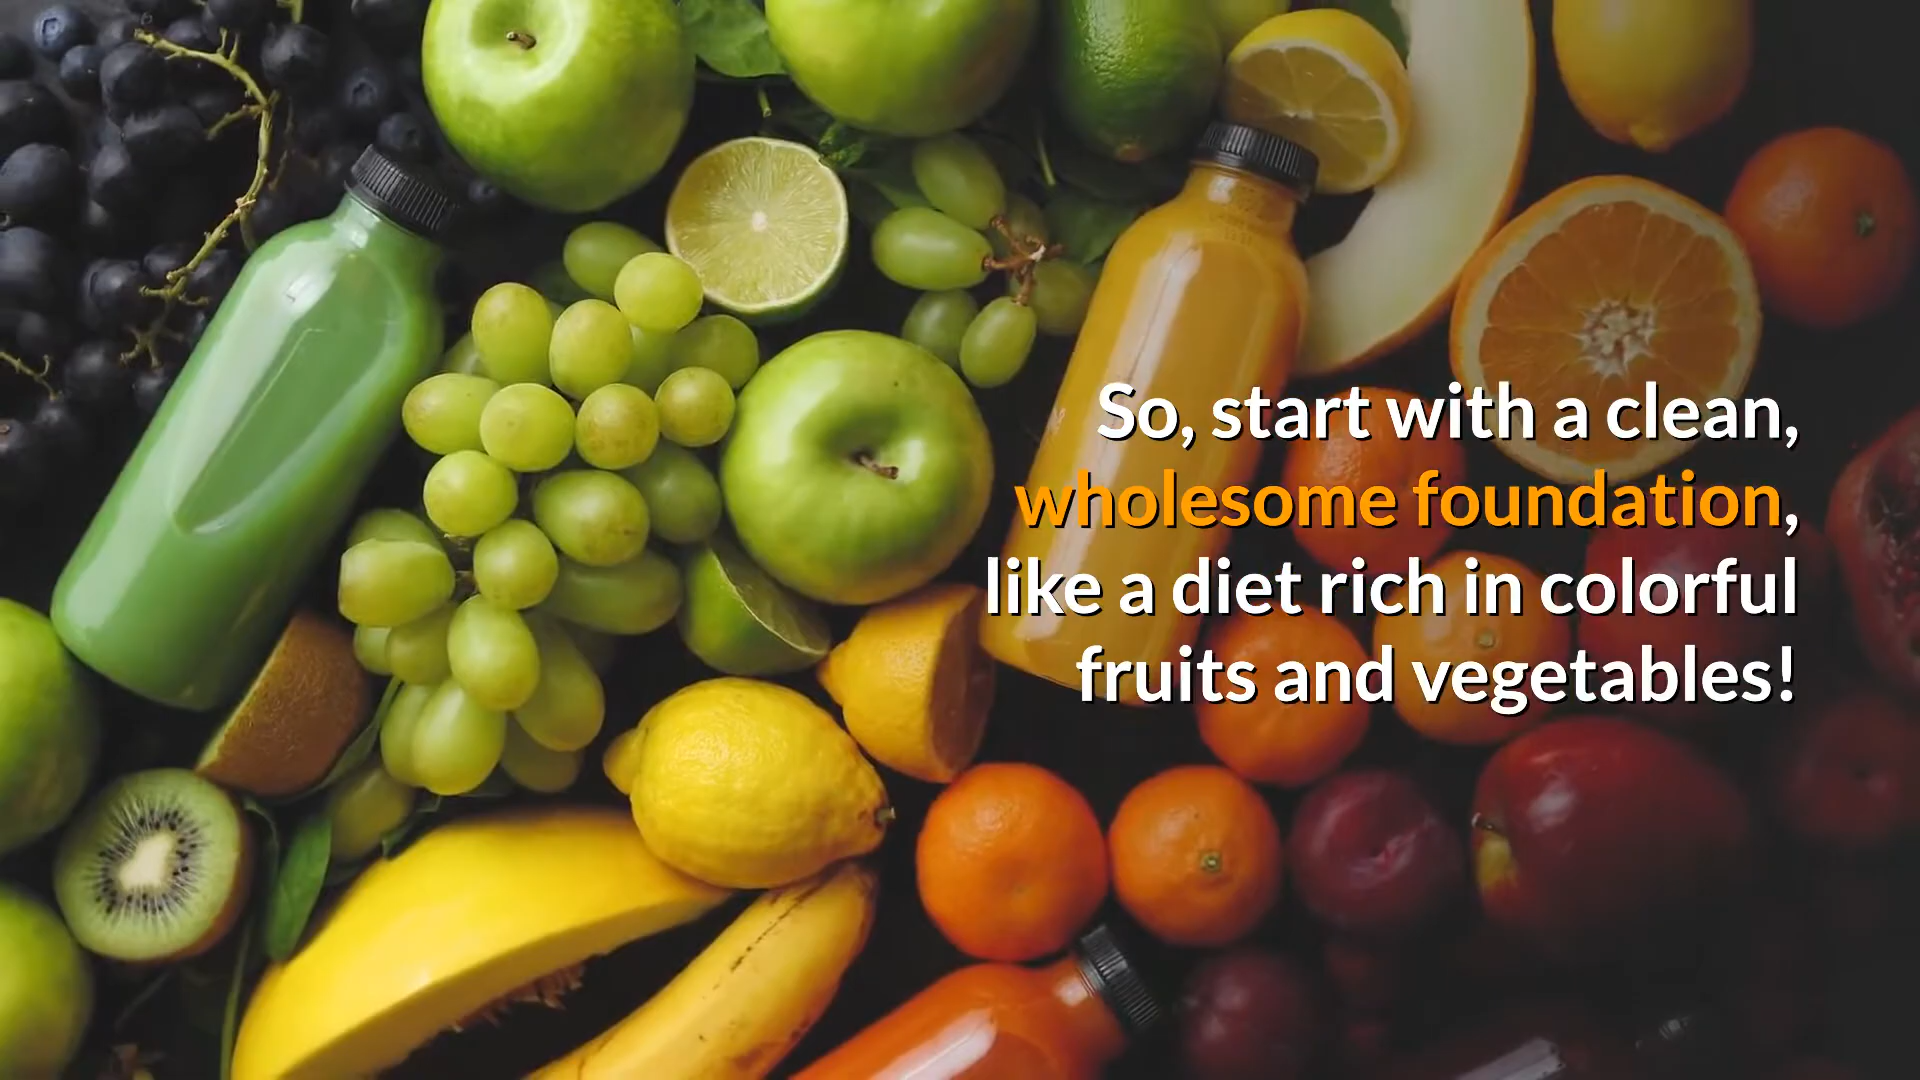 So, start with a clean,
wholesome foundation,
like a diet rich in colorful
fruits and vegetables!